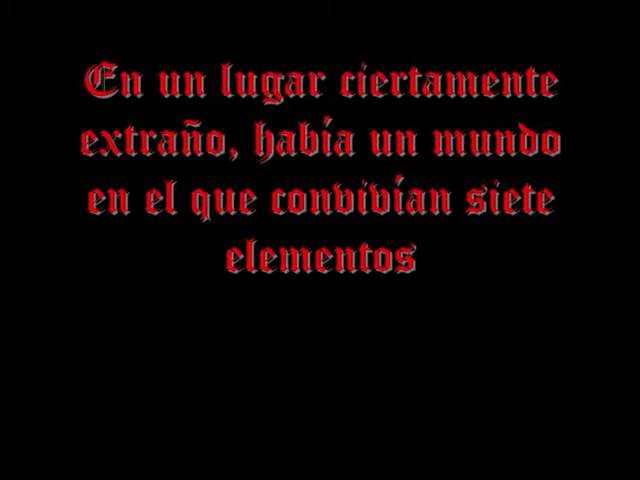 En un lugar ciertamente
extraño, había un mundo
en el que convivían siete
elementos